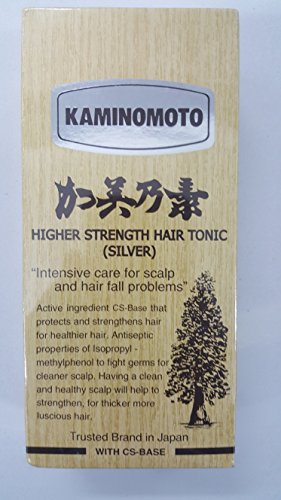 KAMINOMOTO
加美乃素
HIGHER STRENGTH HAIR TONIC
(SILVER)
"Intensive care for scalp
and hair fall problems"
Active ingredient CS-Base that
protects and strengthens hair
for healthier hair. Antiseptic
properties of Isopropyl -
methylphenol to fight germs for
cleaner scalp. Having a clean
and healthy scalp will help to
strengthen, for thicker more
luscious hair.
Trusted Brand in Japan
WITH CS-BASE